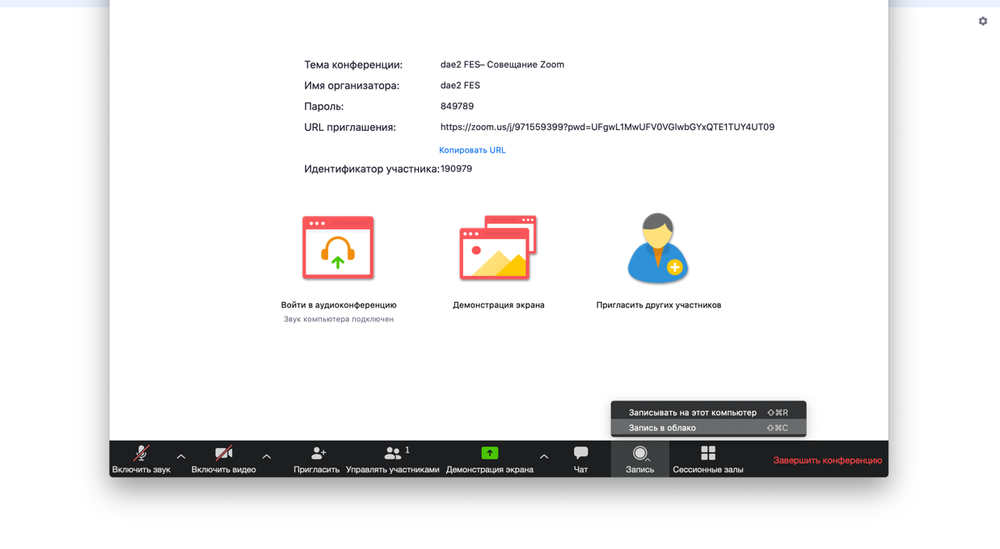 Тема конференции: dae2 FES– Совещание Zoom
Имя организатора: dae2 FES
Пароль: 849789
URL приглашения: https://zoom.us/j/971559399?pwd=UFgwL1MwUFV0VGlwbGYxQTE1TUY4UT09
Копировать URL
Идентификатор участника: 190979
Войти в аудиоконференцию
Звук компьютера подключен
Демонстрация экрана
Пригласить других участников
Записывать на этот компьютер ⇧⌘R
Запись в облако ⇧⌘C
1
Включить звук Включить видео Пригласить Управлять участниками Демонстрация экрана Чат Запись Сессионные залы Завершить конференцию